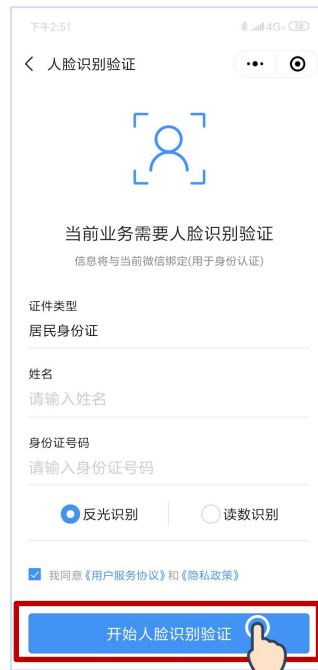 下午2:51
4G+ 38
人脸识别验证
当前业务需要人脸识别验证
信息将与当前微信绑定(用于身份认证)
证件类型
居民身份证
姓名
请输入姓名
身份证号码
请输入身份证号码
反光识别 读数识别
我同意《用户服务协议》和《隐私政策》
开始人脸识别验证